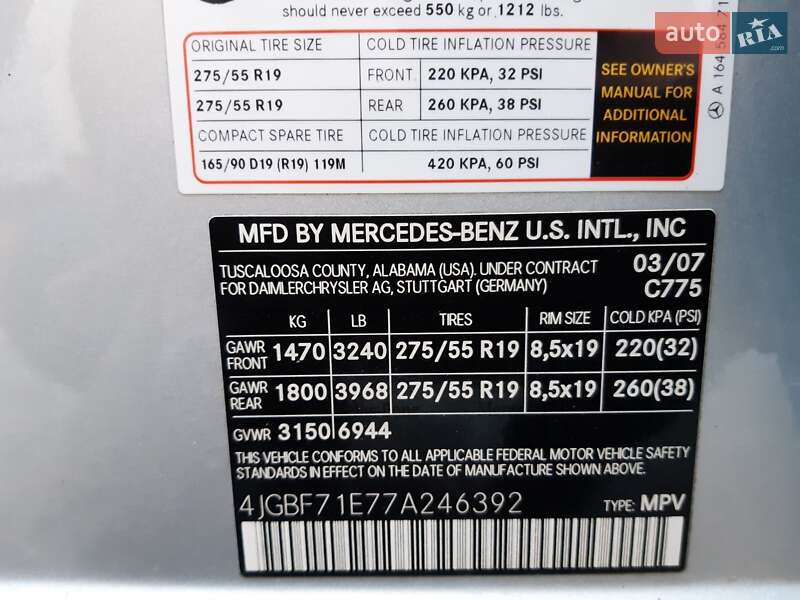 should never exceed 550 kg or 1212 lbs.
auto RIA .com
ORIGINAL TIRE SIZE COLD TIRE INFLATION PRESSURE
275/55 R19 FRONT 220 KPA, 32 PSI
275/55 R19 REAR 260 KPA, 38 PSI
COMPACT SPARE TIRE COLD TIRE INFLATION PRESSURE
165/90 D19 (R19) 119M 420 KPA, 60 PSI
SEE OWNER'S
MANUAL FOR
ADDITIONAL
INFORMATION
A 164 584 71
MFD BY MERCEDES-BENZ U.S. INTL., INC
TUSCALOOSA COUNTY, ALABAMA (USA). UNDER CONTRACT 03/07
FOR DAIMLERCHRYSLER AG, STUTTGART (GERMANY) C775
KG LB TIRES RIM SIZE COLD KPA (PSI)
GAWR FRONT 1470 3240 275/55 R19 8,5x19 220(32)
GAWR REAR 1800 3968 275/55 R19 8,5x19 260(38)
GVWR 3150 6944
THIS VEHICLE CONFORMS TO ALL APPLICABLE FEDERAL MOTOR VEHICLE SAFETY
STANDARDS IN EFFECT ON THE DATE OF MANUFACTURE SHOWN ABOVE.
4JGBF71E77A246392 TYPE: MPV